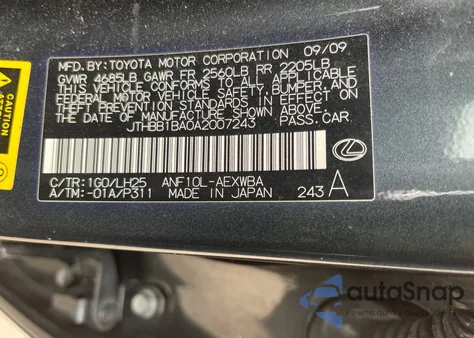 MFD. BY: TOYOTA MOTOR CORPORATION 09/09
GVWR 4685LB GAWR FR 2560LB RR 2205LB
THIS VEHICLE CONFORMS TO ALL APPLICABLE
FEDERAL MOTOR VEHICLE SAFETY, BUMPER, AND
THEFT PREVENTION STANDARDS IN EFFECT ON THE DATE OF
MANUFACTURE SHOWN ABOVE.
JTHBB1BA0A2007243 PASS.CAR
C/TR:1G0/LH25 ANF10L-AEXWBA
A/TM:-01A/P311 MADE IN JAPAN 243 A
CAUTION
autoSnap